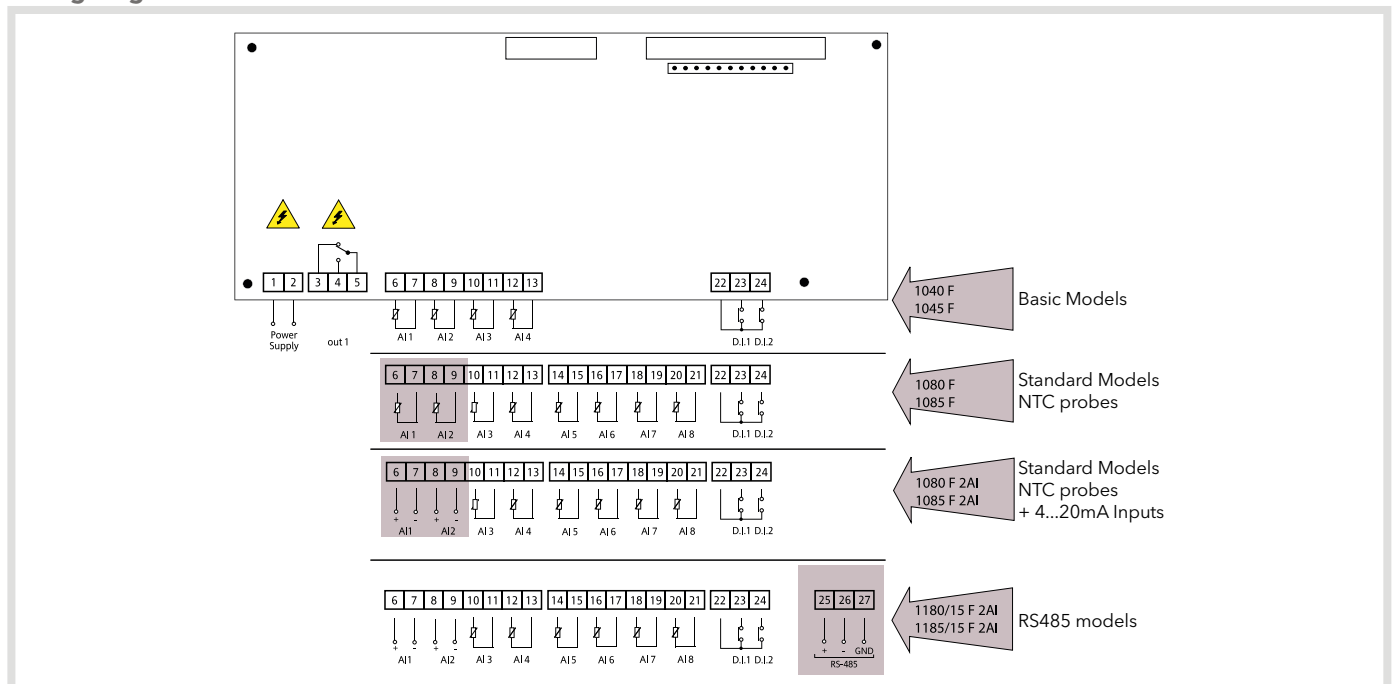 1 2 3 4 5 6 7 8 9 10 11 12 13 22 23 24
Power
Supply
out 1
AI 1 AI 2 AI 3 AI 4
D.I.1 D.I.2
1040 F
1045 F
Basic Models
6 7 8 9 10 11 12 13 14 15 16 17 18 19 20 21 22 23 24
AI 1 AI 2 AI 3 AI 4 AI 5 AI 6 AI 7 AI 8 D.I.1 D.I.2
1080 F
1085 F
Standard Models
NTC probes
6 7 8 9 10 11 12 13 14 15 16 17 18 19 20 21 22 23 24
+ - + -
AI1 AI2 AI 3 AI 4 AI 5 AI 6 AI 7 AI 8 D.I.1 D.I.2
1080 F 2AI
1085 F 2AI
Standard Models
NTC probes
+ 4...20mA Inputs
6 7 8 9 10 11 12 13 14 15 16 17 18 19 20 21 22 23 24 25 26 27
+ - + -
AI1 AI2 AI 3 AI 4 AI 5 AI 6 AI 7 AI 8 D.I.1 D.I.2
+ - GND
RS-485
1180/15 F 2AI
1185/15 F 2AI
RS485 models